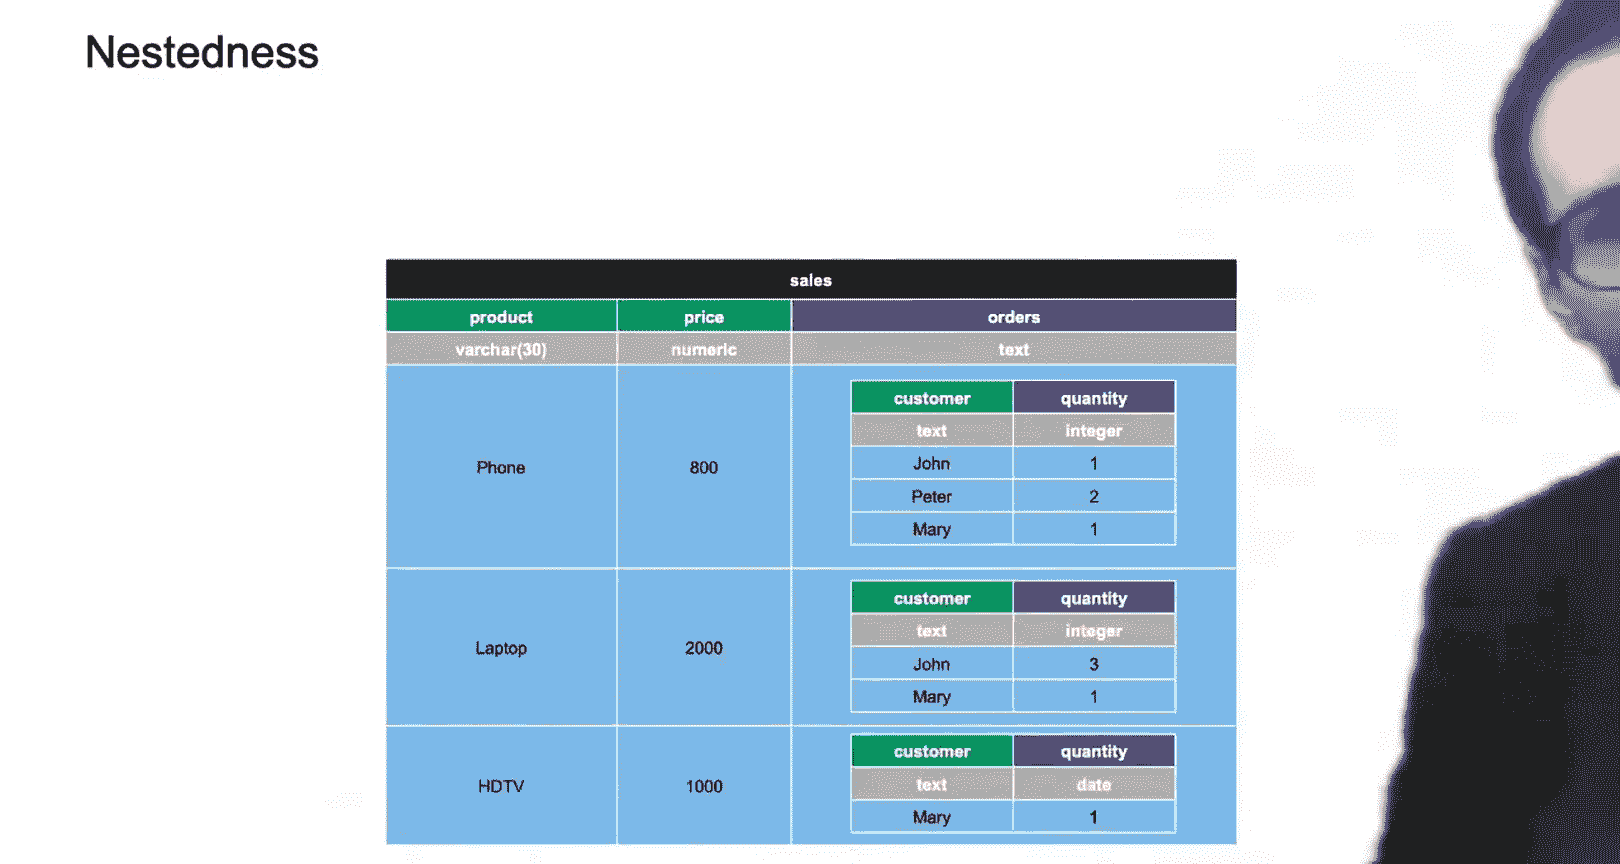 Nestedness
sales
product price orders
varchar(30) numeric text
customer quantity
text integer
John 1
Phone 800
Peter 2
Mary 1
customer quantity
text integer
Laptop 2000
John 3
Mary 1
customer quantity
text date
HDTV 1000
Mary 1